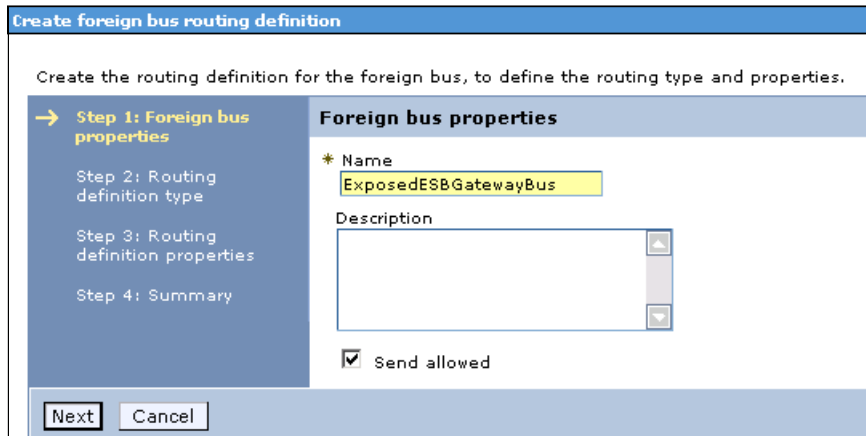 Create foreign bus routing definition
Create the routing definition for the foreign bus, to define the routing type and properties.
Step 1: Foreign bus
properties
Step 2: Routing
definition type
Step 3: Routing
definition properties
Step 4: Summary
Foreign bus properties
* Name
ExposedESBGatewayBus
Description
Send allowed
Next
Cancel